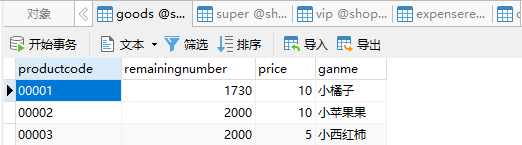 对象 goods @s... super @sh... vip @shop... expensere...
开始事务 文本 筛选 排序 导入 导出
productcode remainingnumber price ganme
00001 1730 10 小橘子
00002 2000 10 小苹果果
00003 2000 5 小西红柿